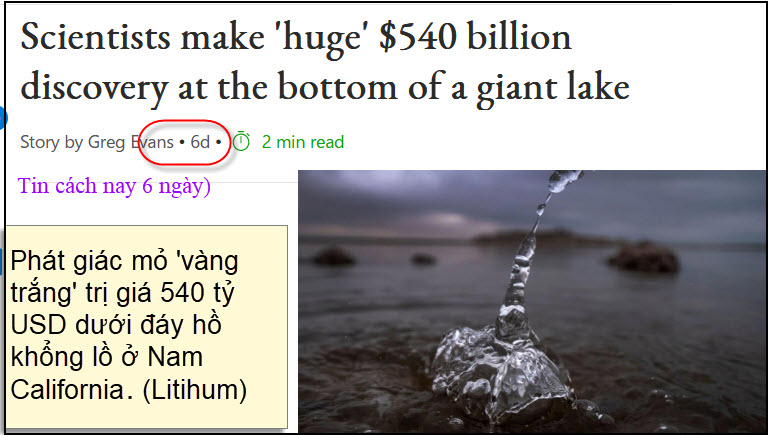 Scientists make 'huge' $540 billion
discovery at the bottom of a giant lake
Story by Greg Evans • 6d • 2 min read
Tin cách nay 6 ngày)
Phát giác mỏ 'vàng
trắng' trị giá 540 tỷ
USD dưới đáy hồ
khổng lồ ở Nam
California. (Litihum)